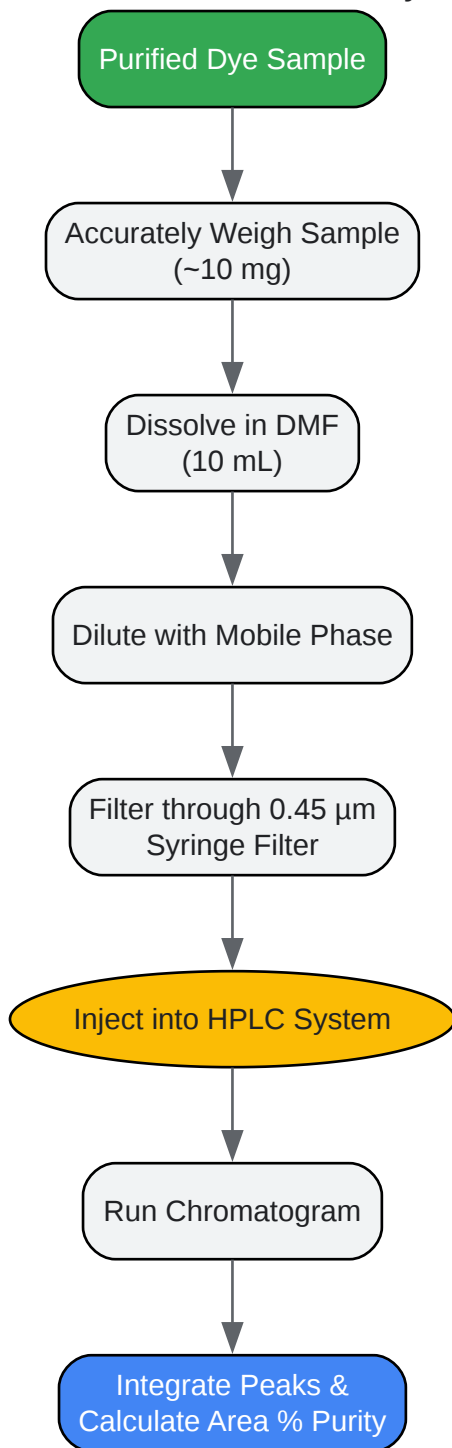 Purified Dye Sample
Accurately Weigh Sample
(~10 mg)
Dissolve in DMF
(10 mL)
Dilute with Mobile Phase
Filter through 0.45 µm
Syringe Filter
Inject into HPLC System
Run Chromatogram
Integrate Peaks &
Calculate Area % Purity